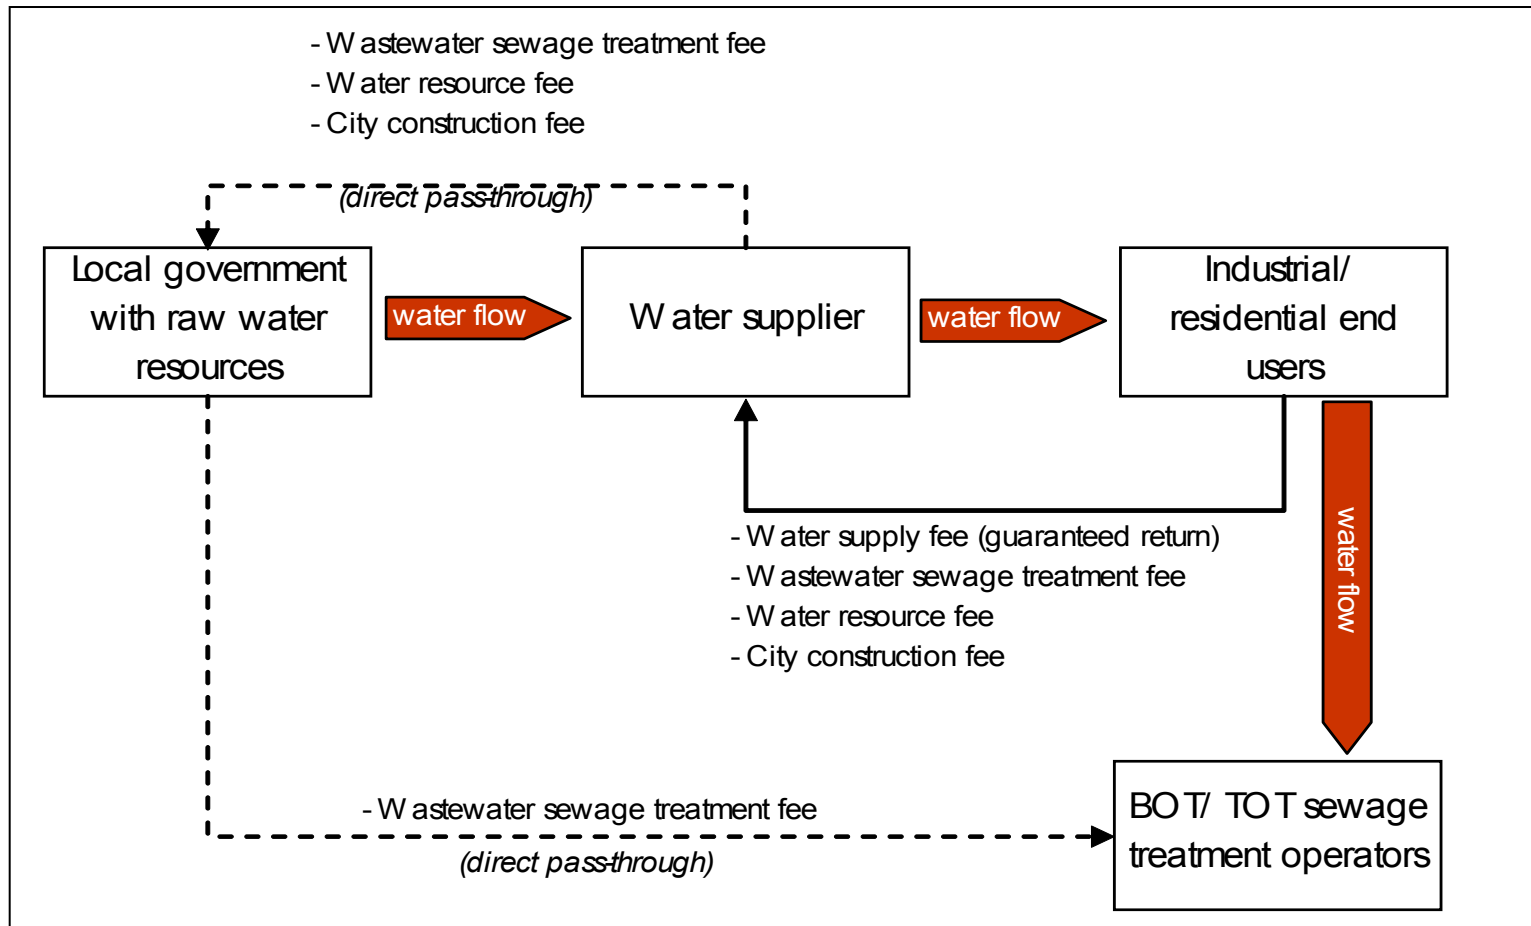 - Wastewater sewage treatment fee
- Water resource fee
- City construction fee
(direct pass-through)
Local government
with raw water
resources
water flow
Water supplier
water flow
Industrial/
residential end
users
- Water supply fee (guaranteed return)
- Wastewater sewage treatment fee
- Water resource fee
- City construction fee
water flow
- Wastewater sewage treatment fee
(direct pass-through)
BOT/ TOT sewage
treatment operators